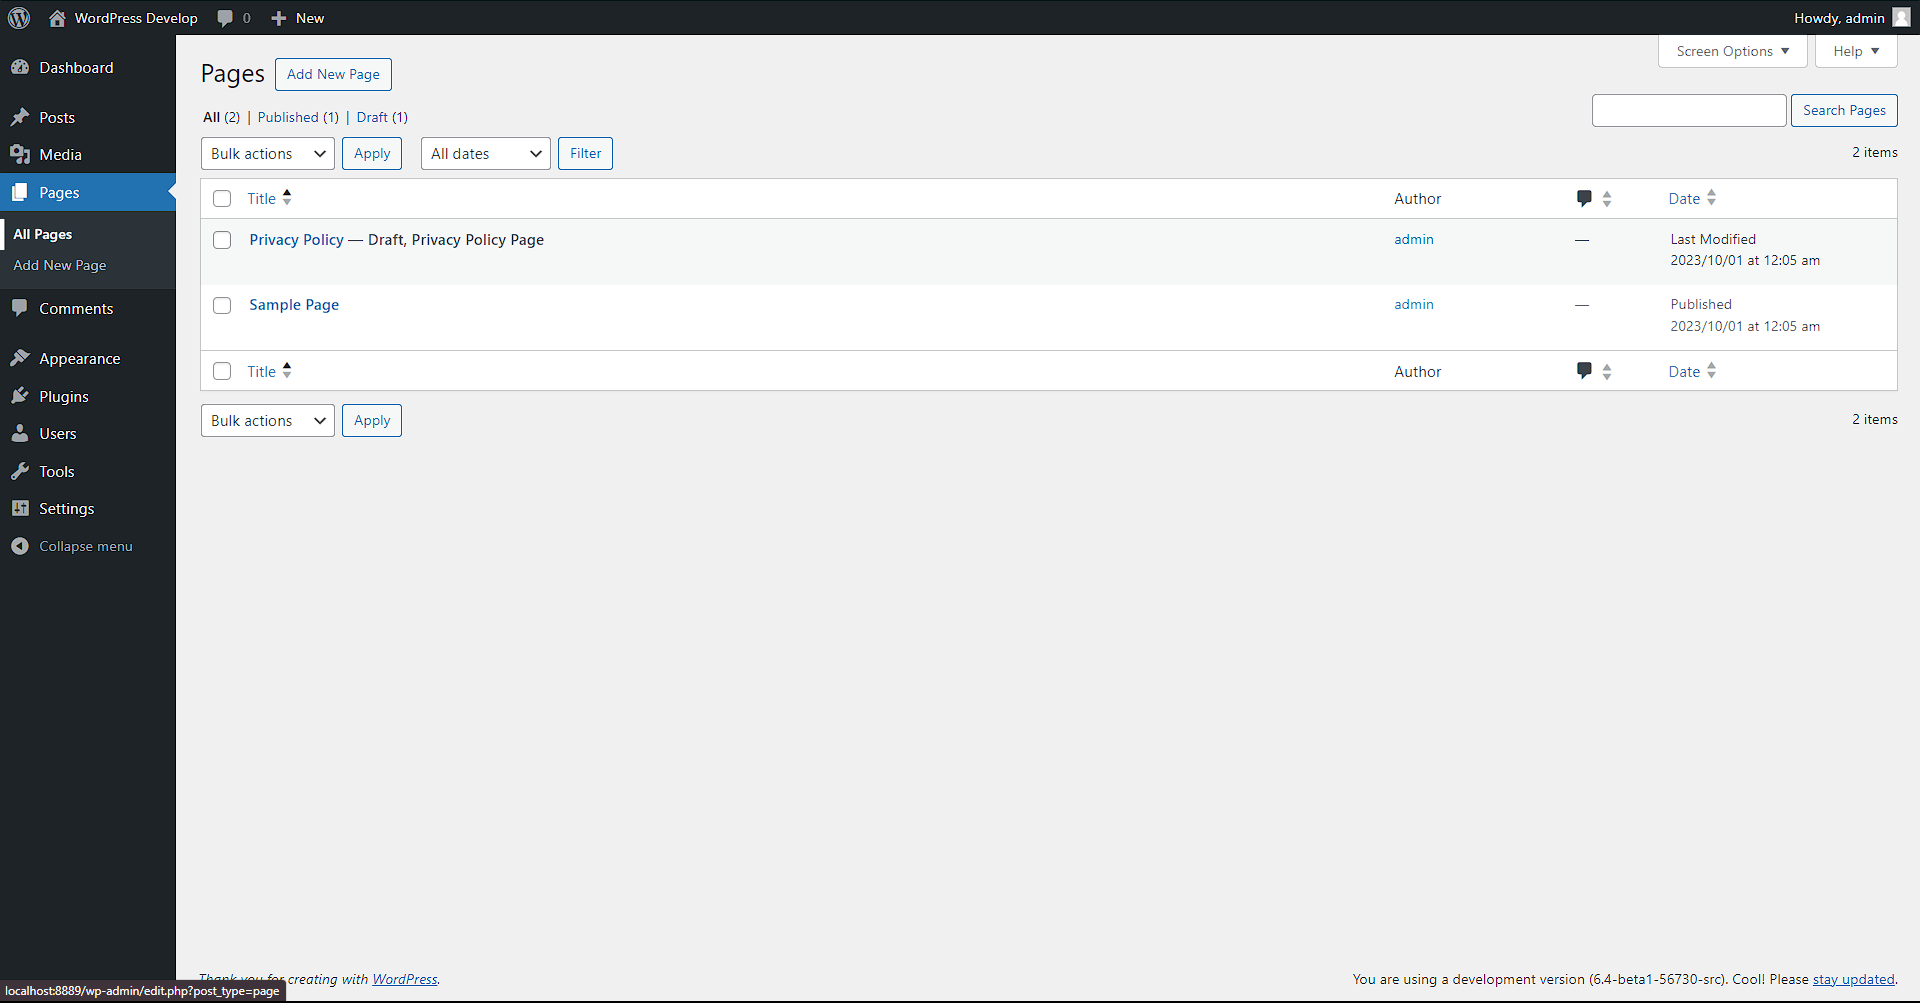 WordPress Develop 0 New Howdy, admin
Screen Options Help
Dashboard
Posts
Media
Pages
All Pages
Add New Page
Comments
Appearance
Plugins
Users
Tools
Settings
Collapse menu
Pages Add New Page
All (2) | Published (1) | Draft (1)
Search Pages
Bulk actions Apply All dates Filter
2 items
Title Author Date
Privacy Policy — Draft, Privacy Policy Page admin — Last Modified
2023/10/01 at 12:05 am
Sample Page admin — Published
2023/10/01 at 12:05 am
Title Author Date
Bulk actions Apply 2 items
Thank you for creating with WordPress.
You are using a development version (6.4-beta1-56730-src). Cool! Please stay updated.
localhost:8889/wp-admin/edit.php?post_type=page